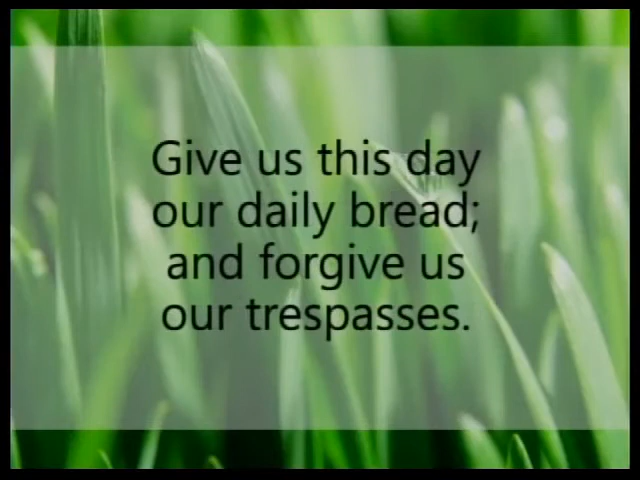 Give us this day
our daily bread;
and forgive us
our trespasses.